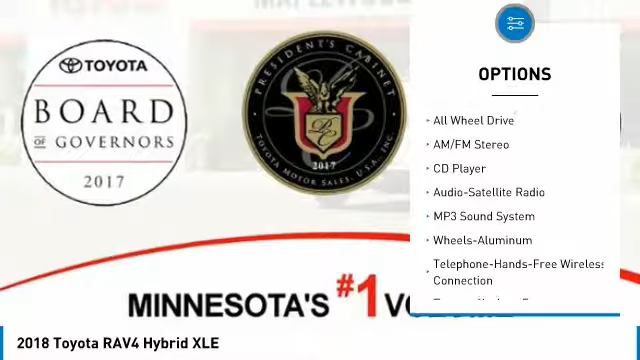 TOYOTA
BOARD
OF GOVERNORS
2017
PRESIDENT'S CABINET
PC
2017
TOYOTA MOTOR SALES, U.S.A., INC.
OPTIONS
All Wheel Drive
AM/FM Stereo
CD Player
Audio-Satellite Radio
MP3 Sound System
Wheels-Aluminum
Telephone-Hands-Free Wireless
Connection
MINNESOTA'S #1
2018 Toyota RAV4 Hybrid XLE